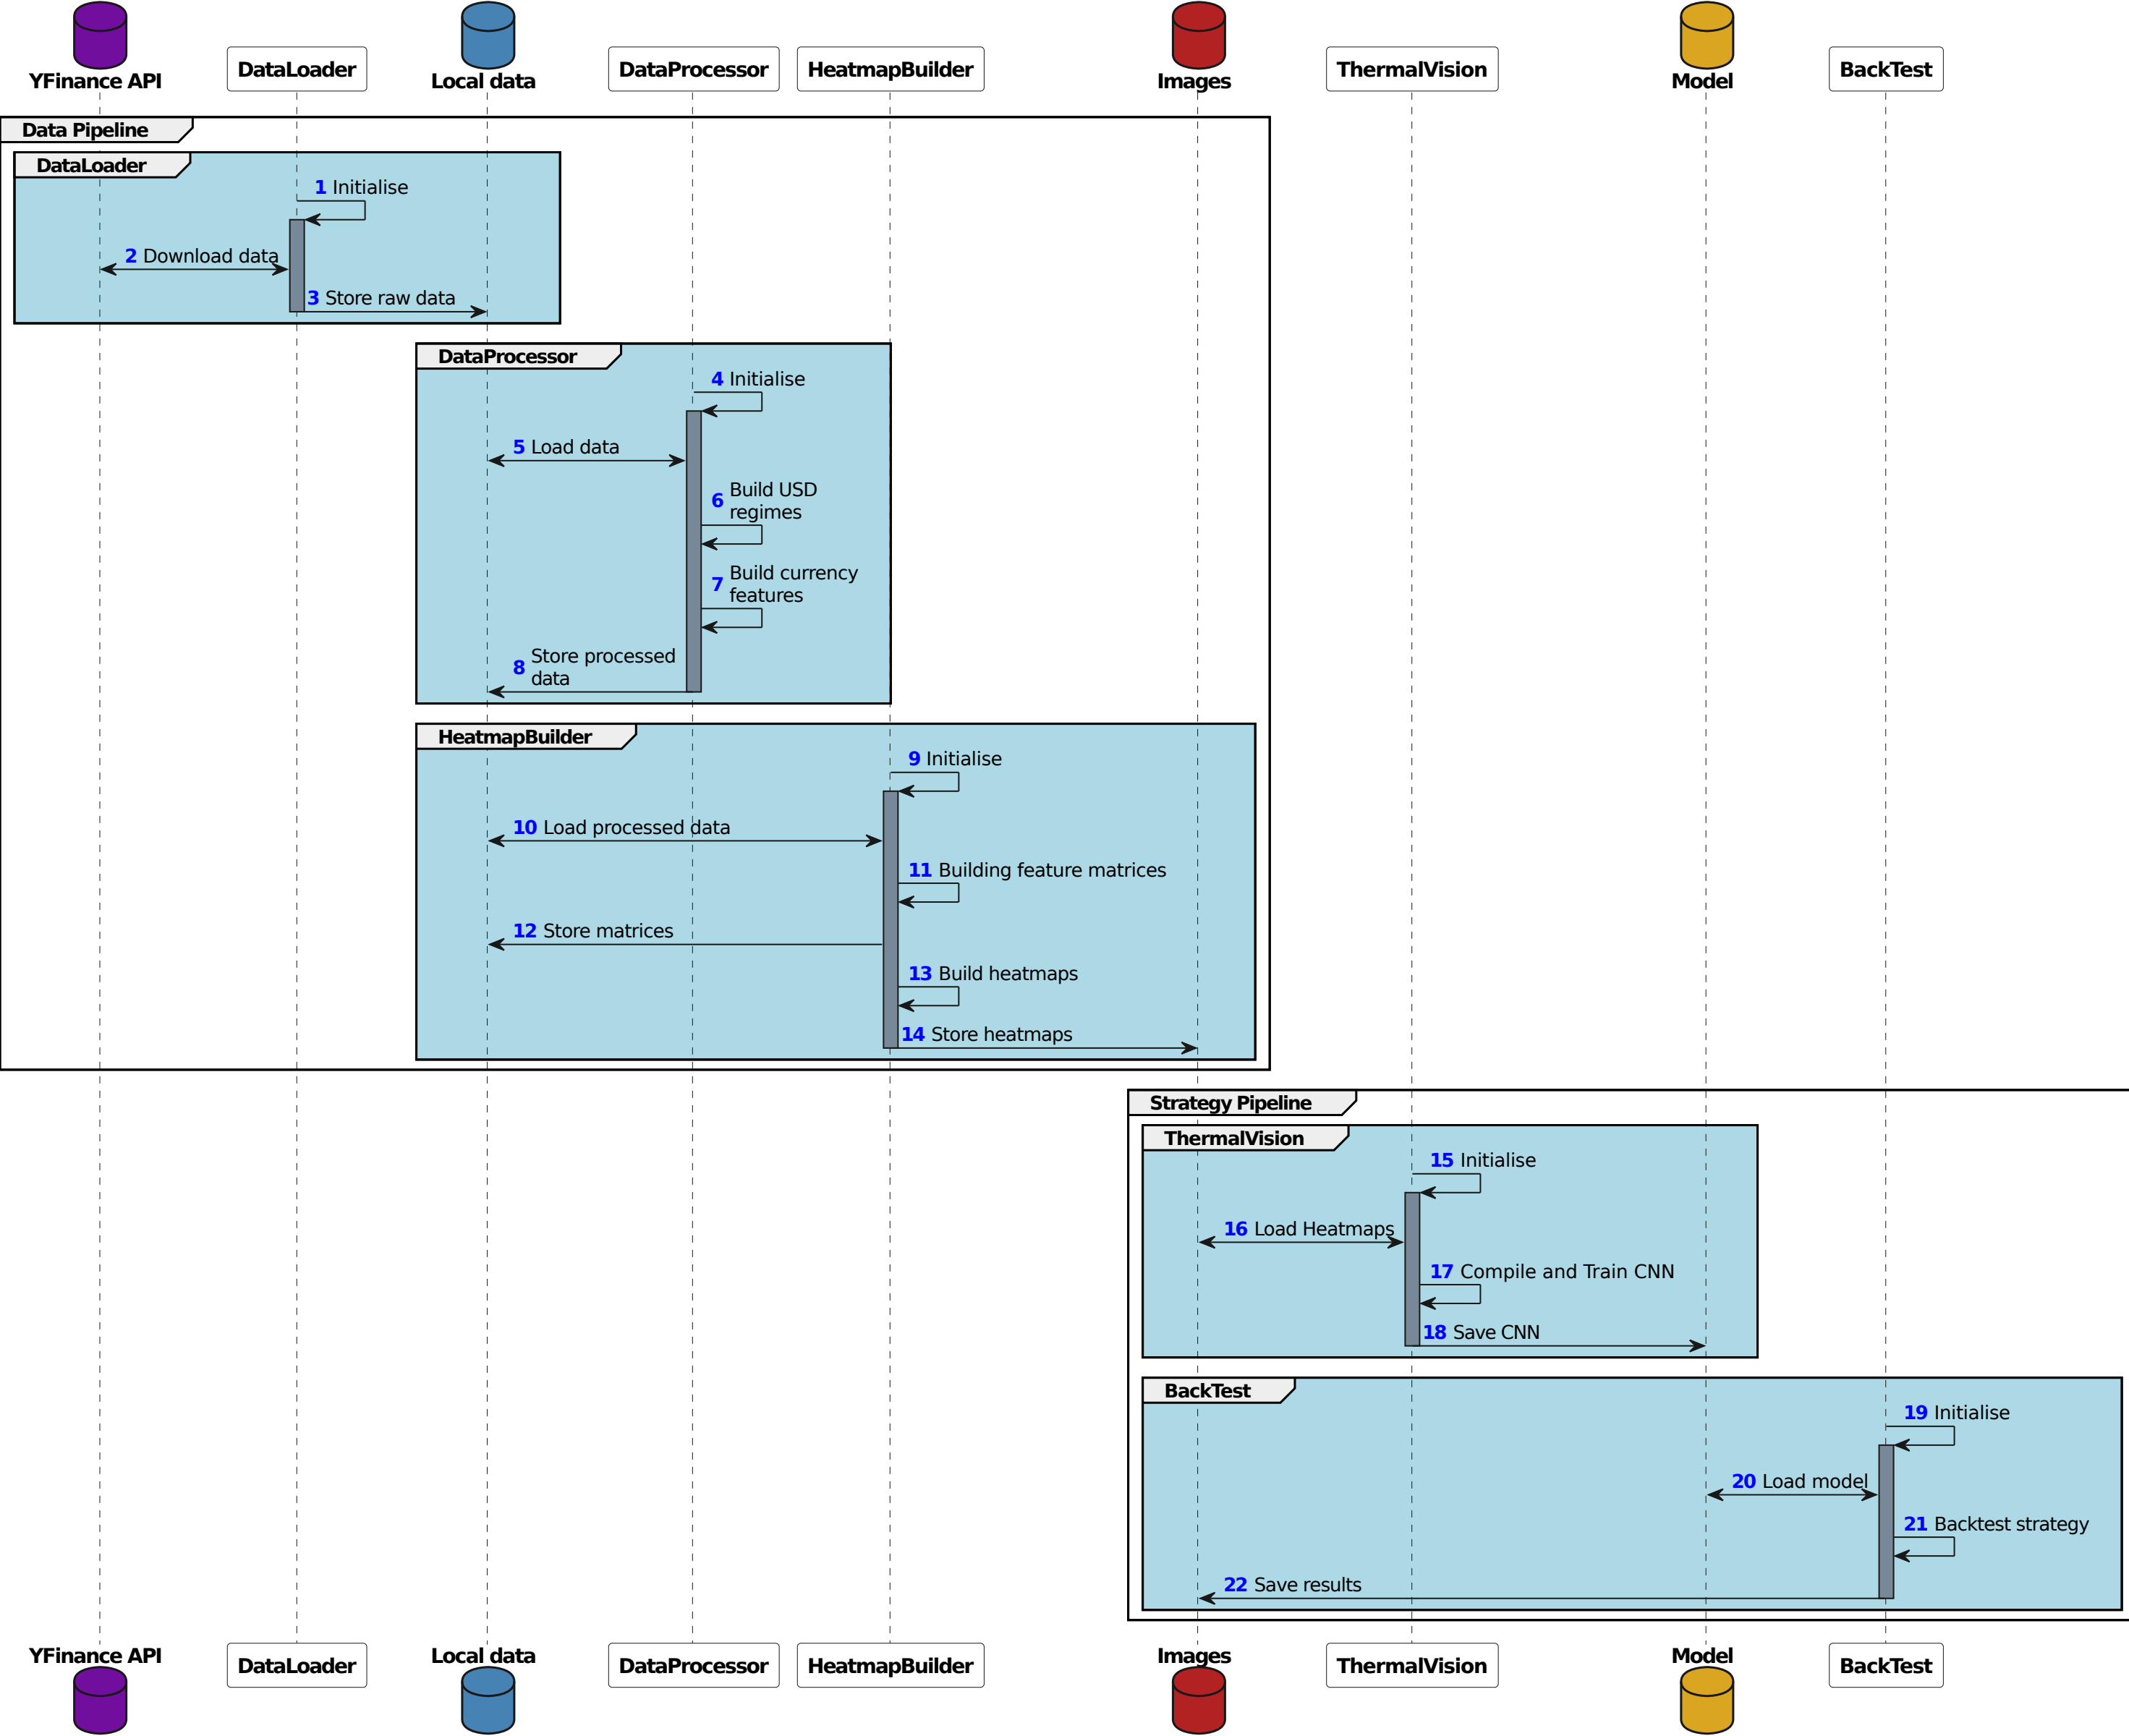 YFinance API
DataLoader
Local data
DataProcessor
HeatmapBuilder
Images
ThermalVision
Model
BackTest
Data Pipeline
DataLoader
1 Initialise
2 Download data
3 Store raw data
DataProcessor
4 Initialise
5 Load data
6 Build USD
regimes
7 Build currency
features
8 Store processed
data
HeatmapBuilder
9 Initialise
10 Load processed data
11 Building feature matrices
12 Store matrices
13 Build heatmaps
14 Store heatmaps
Strategy Pipeline
ThermalVision
15 Initialise
16 Load Heatmaps
17 Compile and Train CNN
18 Save CNN
BackTest
19 Initialise
20 Load model
21 Backtest strategy
22 Save results
YFinance API
DataLoader
Local data
DataProcessor
HeatmapBuilder
Images
ThermalVision
Model
BackTest